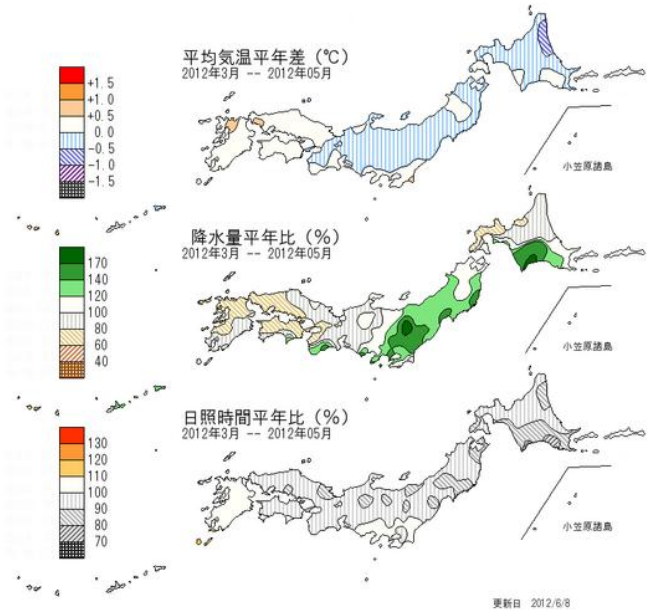 平均気温平年差（℃）
2012年3月 -- 2012年05月
+1.5
+1.0
+0.5
0.0
-0.5
-1.0
-1.5
小笠原諸島
降水量平年比（%）
2012年3月 -- 2012年05月
170
140
120
100
80
60
40
小笠原諸島
日照時間平年比（%）
2012年3月 -- 2012年05月
130
120
110
100
90
80
70
小笠原諸島
更新日 2012/6/8